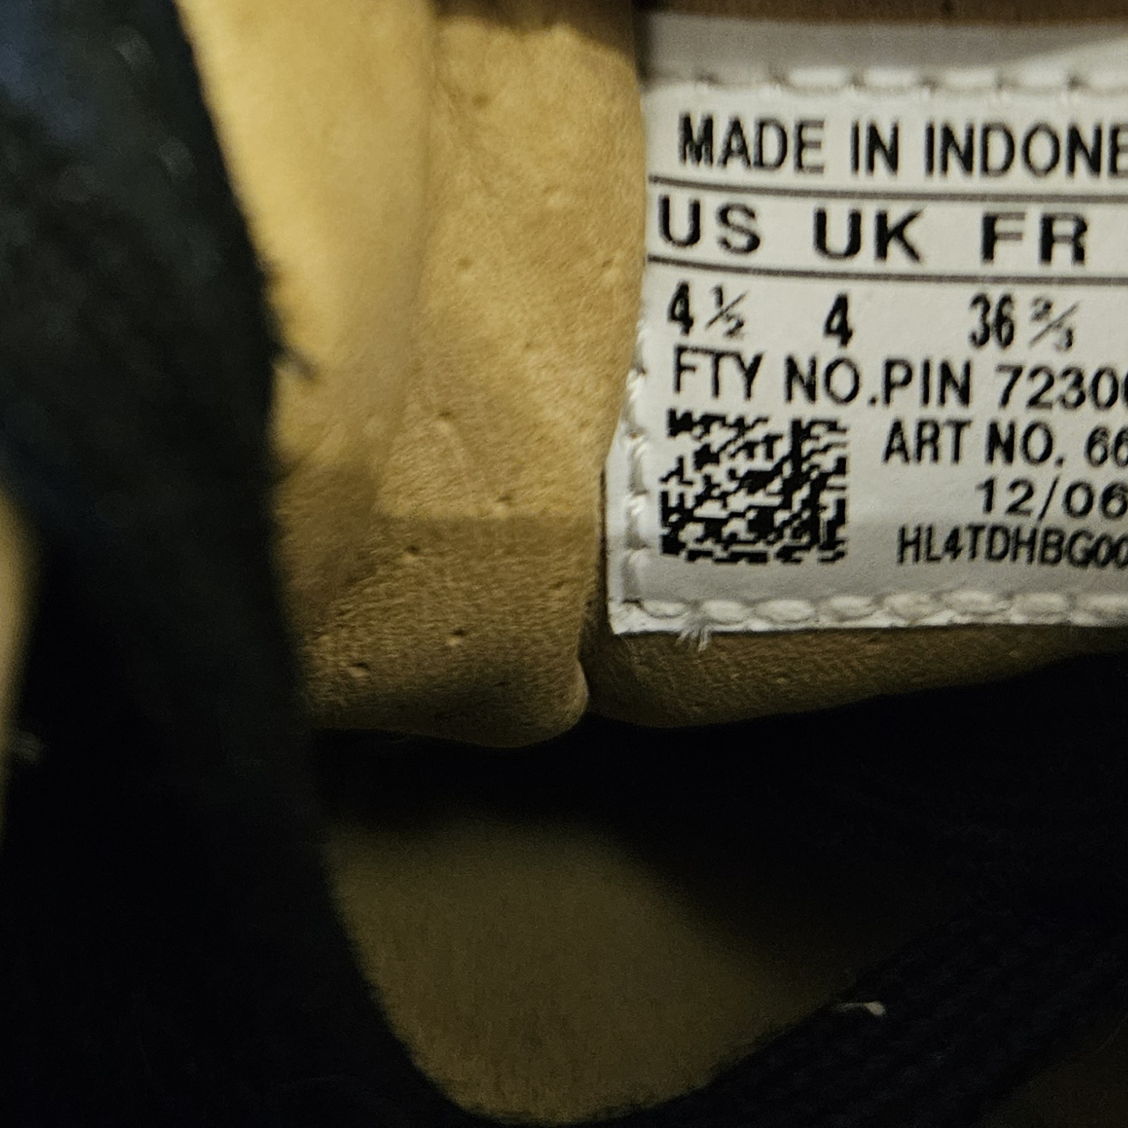 MADE IN INDONE
US UK FR
4½ 4 36⅔
FTY NO.PIN 7230
ART NO. 66
12/06
HL4TDHBG00